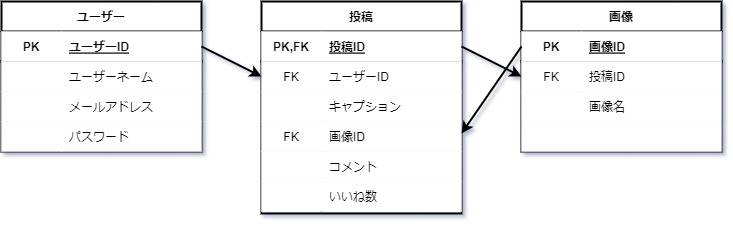 ユーザー
PK ユーザーID
ユーザーネーム
メールアドレス
パスワード
投稿
PK,FK 投稿ID
FK ユーザーID
キャプション
FK 画像ID
コメント
いいね数
画像
PK 画像ID
FK 投稿ID
画像名